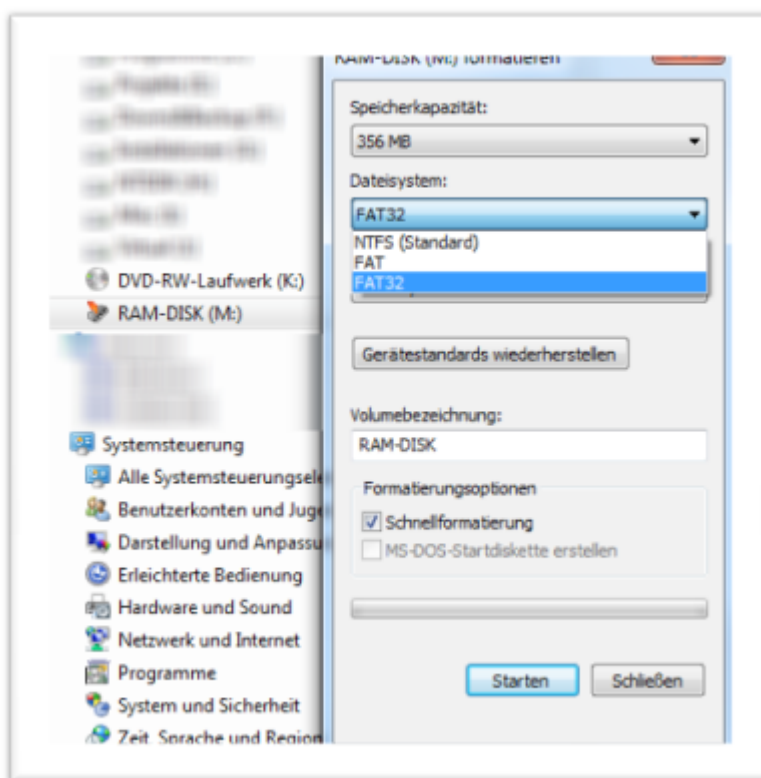 DVD-RW-Laufwerk (K:)
RAM-DISK (M:)
Systemsteuerung
Alle Systemsteuerungsele
Benutzerkonten und Juge
Darstellung und Anpassu
Erleichterte Bedienung
Hardware und Sound
Netzwerk und Internet
Programme
System und Sicherheit
Zeit, Sprache und Region
RAM-DISK (M:) formatieren
Speicherkapazität:
356 MB
Dateisystem:
FAT32
NTFS (Standard)
FAT
FAT32
Gerätestandards wiederherstellen
Volumebezeichnung:
RAM-DISK
Formatierungsoptionen
Schnellformatierung
MS-DOS-Startdiskette erstellen
Starten
Schließen